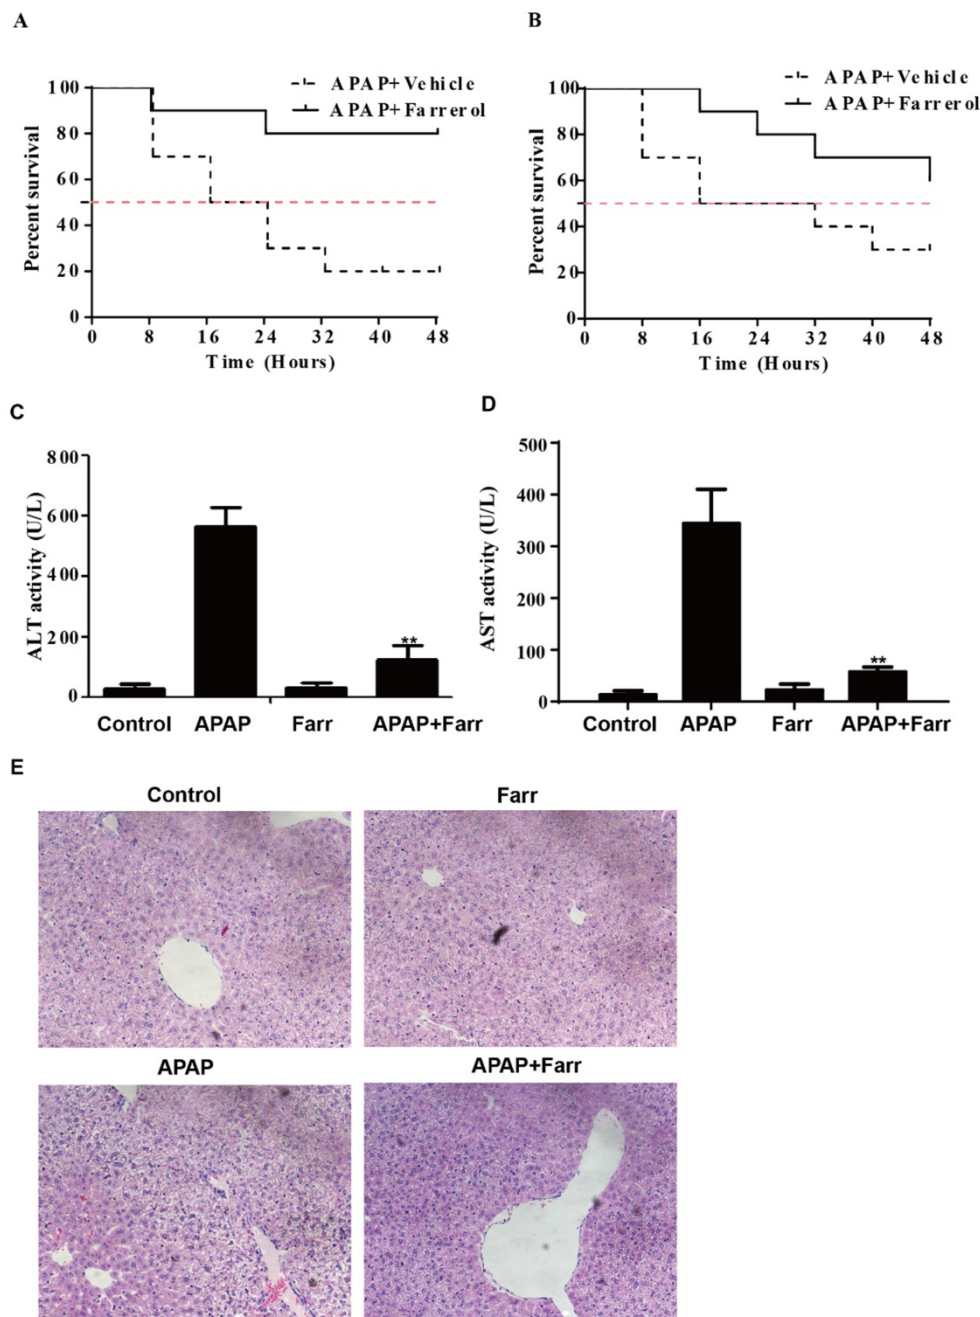 A
B
100
80
60
40
20
0
Percent survival
APAP+Vehicle
APAP+Farrerol
0 8 16 24 32 40 48
Time (Hours)
100
80
60
40
20
0
Percent survival
APAP+Vehicle
APAP+Farrerol
0 8 16 24 32 40 48
Time (Hours)
C
800
600
400
200
0
ALT activity (U/L)
**
Control APAP Farr APAP+Farr
D
500
400
300
200
100
0
AST activity (U/L)
**
Control APAP Farr APAP+Farr
E
Control
Farr
APAP
APAP+Farr